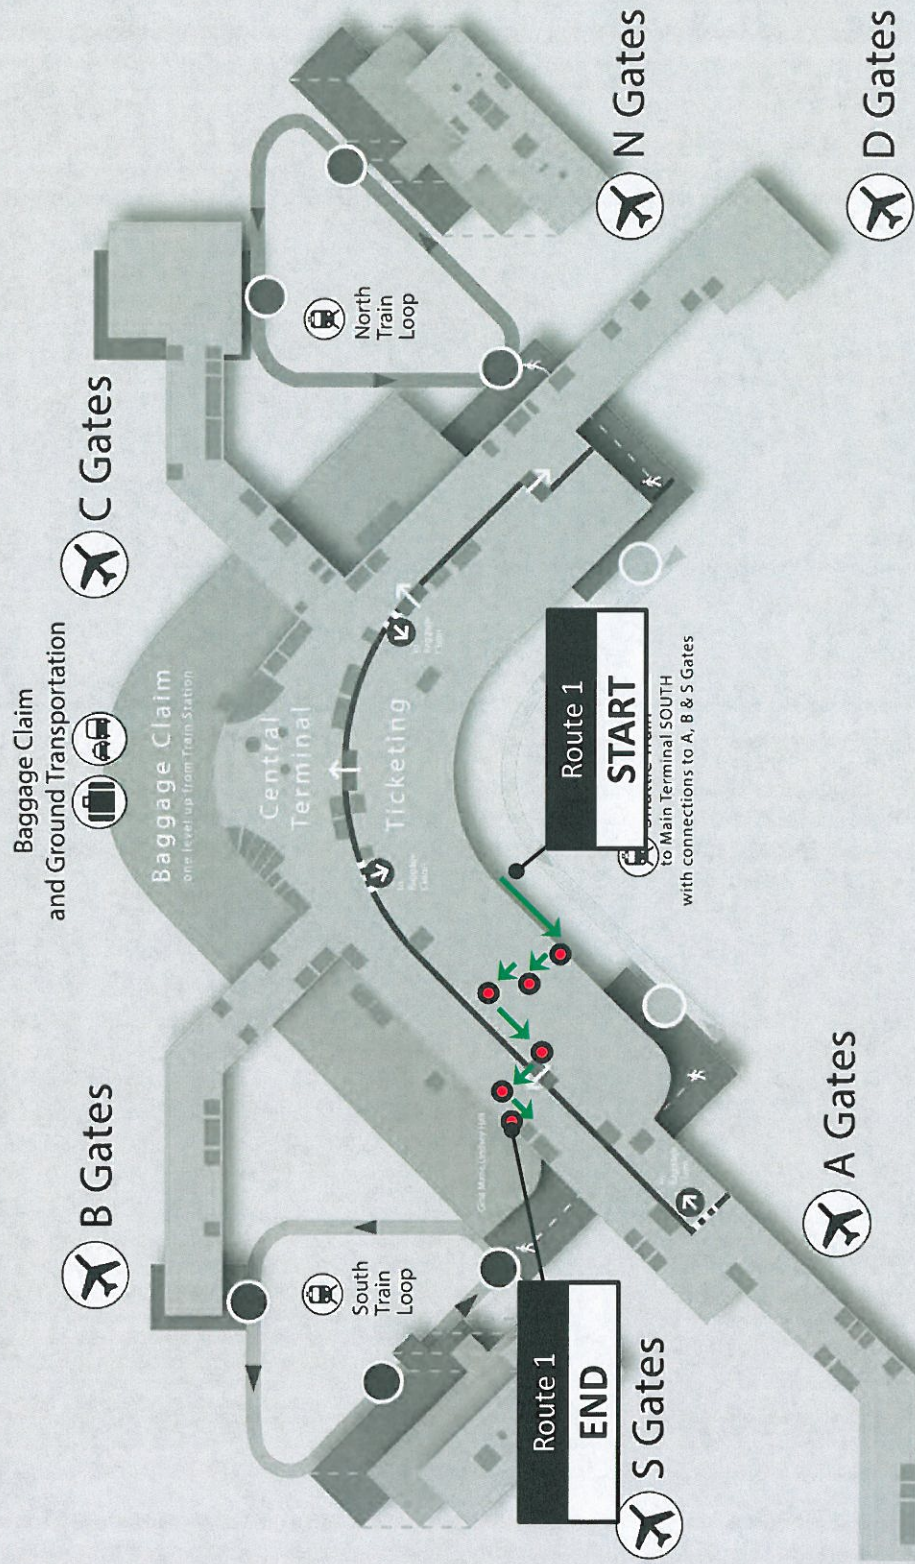 Baggage Claim
and Ground Transportation
B Gates
C Gates
Baggage Claim
one level up from Train Station
Central
Terminal
Ticketing
South
Train
Loop
North
Train
Loop
Route 1
END
Route 1
START
to Main Terminal SOUTH
with connections to A, B & S Gates
S Gates
A Gates
N Gates
D Gates